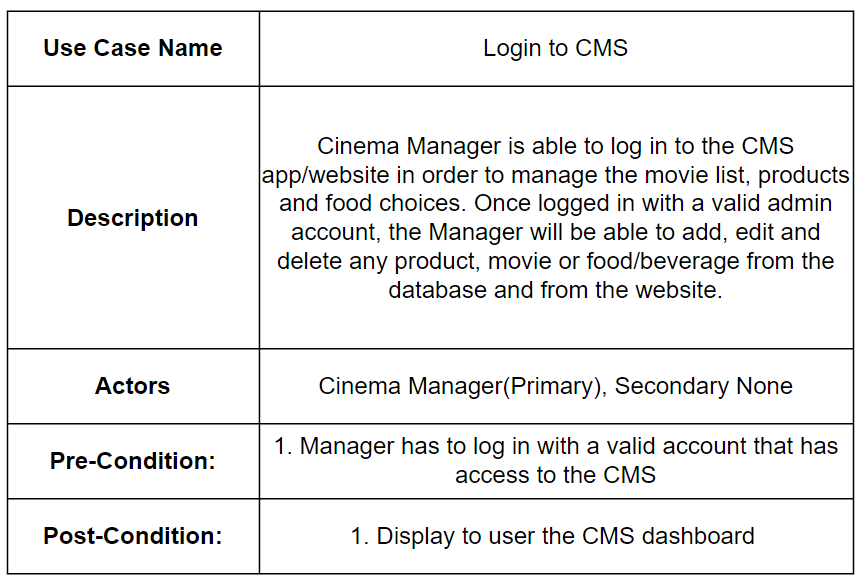 Use Case Name
Login to CMS
Description
Cinema Manager is able to log in to the CMS
app/website in order to manage the movie list, products
and food choices. Once logged in with a valid admin
account, the Manager will be able to add, edit and
delete any product, movie or food/beverage from the
database and from the website.
Actors
Cinema Manager(Primary), Secondary None
Pre-Condition:
1. Manager has to log in with a valid account that has
access to the CMS
Post-Condition:
1. Display to user the CMS dashboard